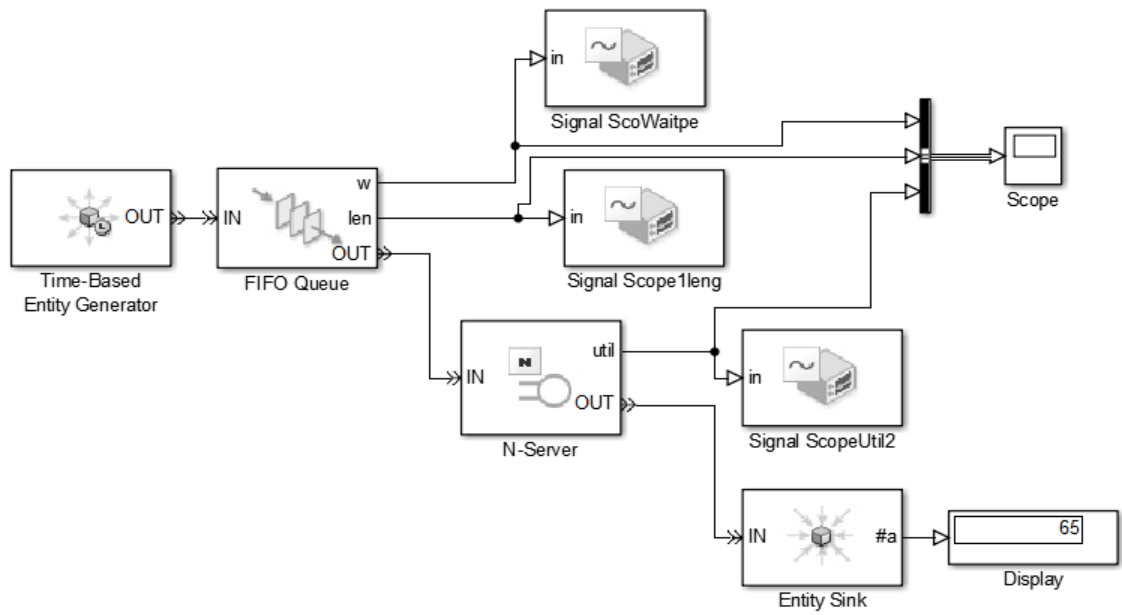 in
Signal ScoWaitpe
OUT
Time-Based
Entity Generator
IN
w
len
OUT
FIFO Queue
in
Signal Scope1leng
Scope
IN
N
util
OUT
N-Server
in
Signal ScopeUtil2
IN
#a
Entity Sink
65
Display